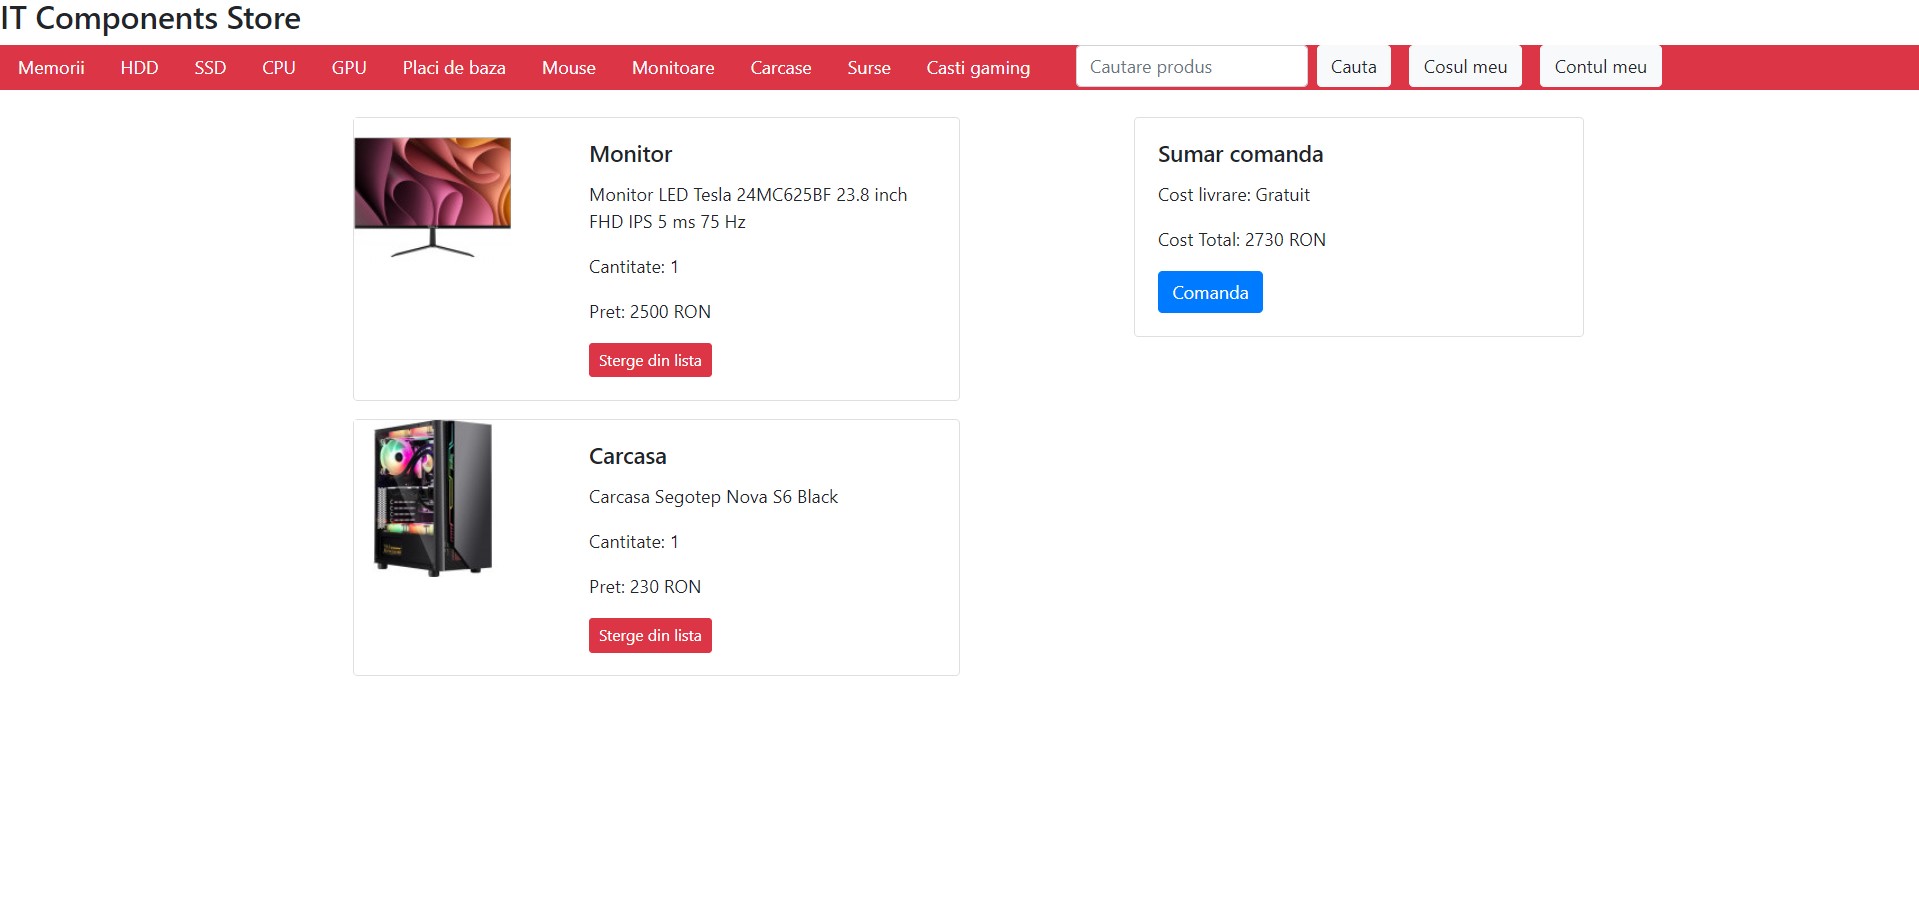 IT Components Store
Memorii HDD SSD CPU GPU Placi de baza Mouse Monitoare Carcase Surse Casti gaming Cautare produs Cauta Cosul meu Contul meu
Monitor
Monitor LED Tesla 24MC625BF 23.8 inch
FHD IPS 5 ms 75 Hz
Cantitate: 1
Pret: 2500 RON
Sterge din lista
Carcasa
Carcasa Segotep Nova S6 Black
Cantitate: 1
Pret: 230 RON
Sterge din lista
Sumar comanda
Cost livrare: Gratuit
Cost Total: 2730 RON
Comanda